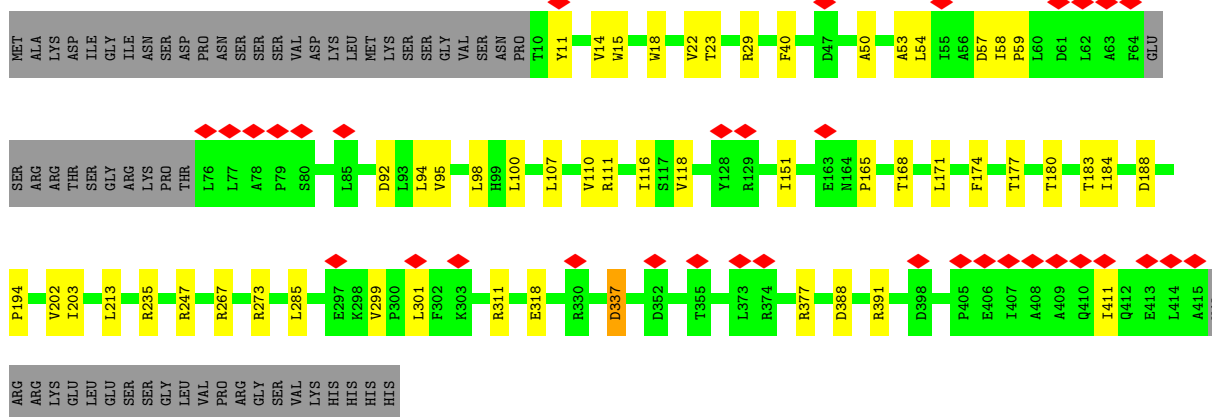 MET ALA LYS ASP ILE GLY ILE ASN SER ASP PRO ASN SER SER SER VAL ASP LYS LEU MET LYS SER SER GLY VAL SER ASN PRO T10 Y11 V14 W15 W18 V22 T23 R29 F40 D47 A50 A53 L54 I55 A56 D57 I58 P59 L60 D61 L62 A63 F64 GLU
SER ARG ARG THR SER GLY ARG LYS PRO THR L76 L77 A78 P79 S80 L85 D92 L93 L94 V95 L98 H99 L100 L107 V110 R111 I116 S117 V118 Y128 R129 I151 E163 N164 P165 T168 L171 F174 T177 T180 T183 I184 D188
P194 V202 I203 L213 R235 R247 R267 R273 L285 E297 K298 V299 P300 L301 F302 K303 R311 E318 R330 D337 D352 T355 L373 R374 R377 D388 R391 D398 P405 E406 I407 A408 A409 Q410 I411 Q412 E413 L414 A415
ARG ARG LYS GLU LEU GLU SER SER GLY LEU VAL PRO ARG GLY SER VAL LYS HIS HIS HIS HIS